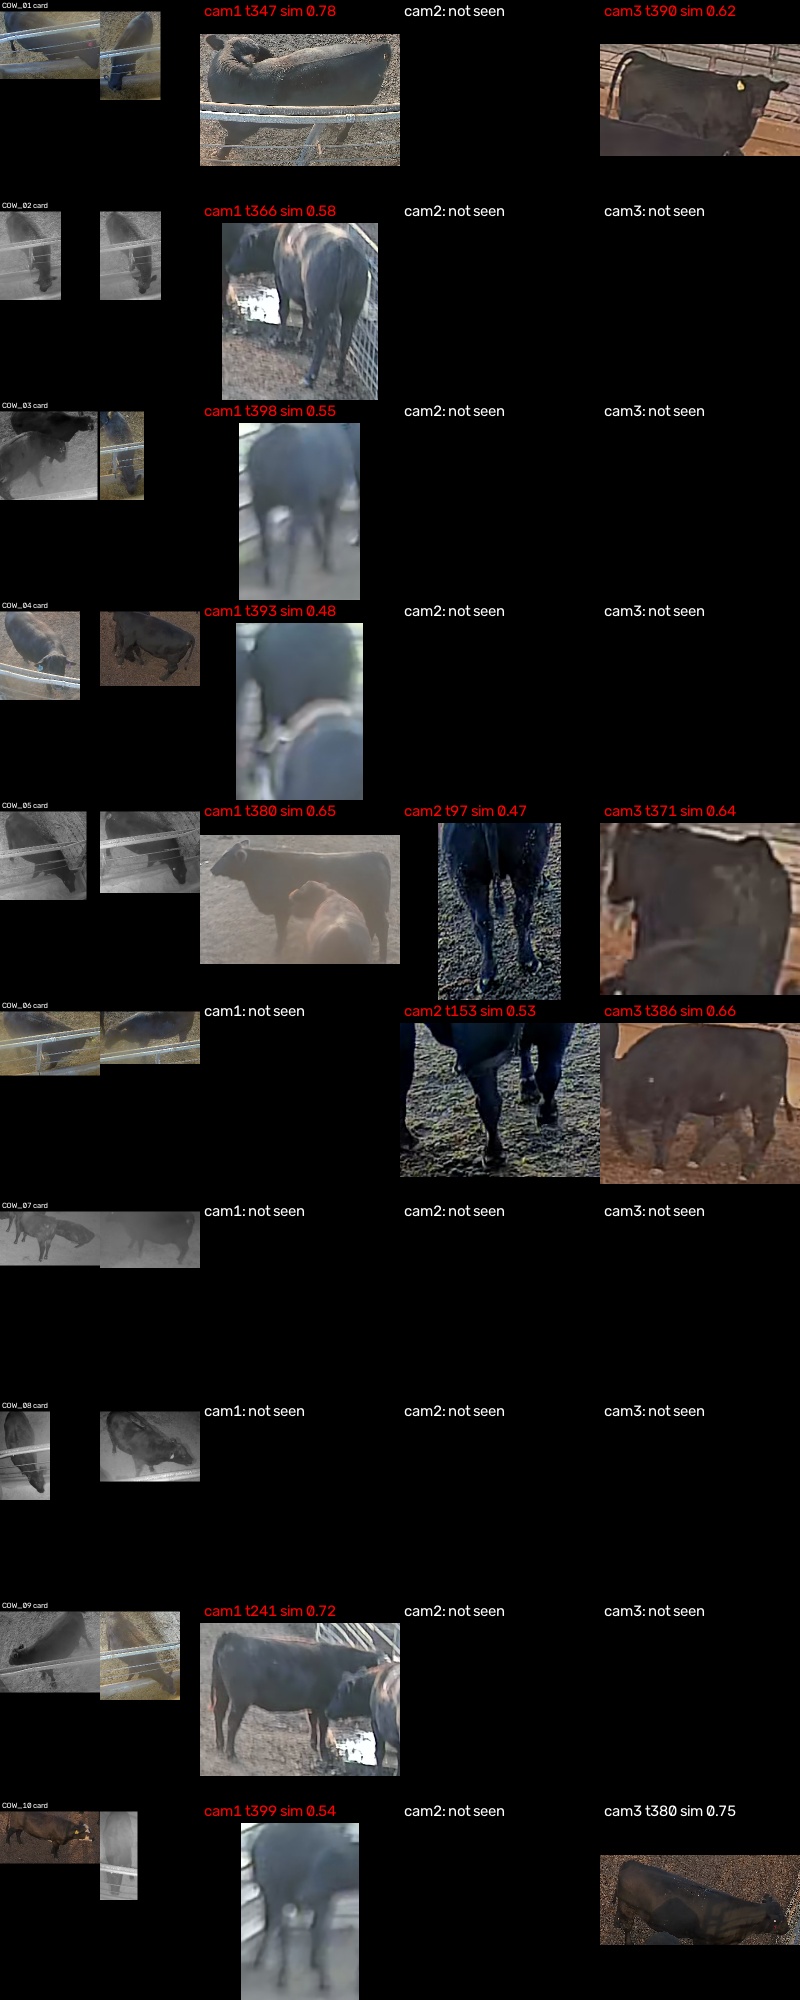 COW_01 card
cam1 t347 sim 0.78
cam2: not seen
cam3 t390 sim 0.62
COW_02 card
cam1 t366 sim 0.58
cam2: not seen
cam3: not seen
COW_03 card
cam1 t398 sim 0.55
cam2: not seen
cam3: not seen
COW_04 card
cam1 t393 sim 0.48
cam2: not seen
cam3: not seen
COW_05 card
cam1 t380 sim 0.65
cam2 t97 sim 0.47
cam3 t371 sim 0.64
COW_06 card
cam1: not seen
cam2 t153 sim 0.53
cam3 t386 sim 0.66
COW_07 card
cam1: not seen
cam2: not seen
cam3: not seen
COW_08 card
cam1: not seen
cam2: not seen
cam3: not seen
COW_09 card
cam1 t241 sim 0.72
cam2: not seen
cam3: not seen
COW_10 card
cam1 t399 sim 0.54
cam2: not seen
cam3 t380 sim 0.75